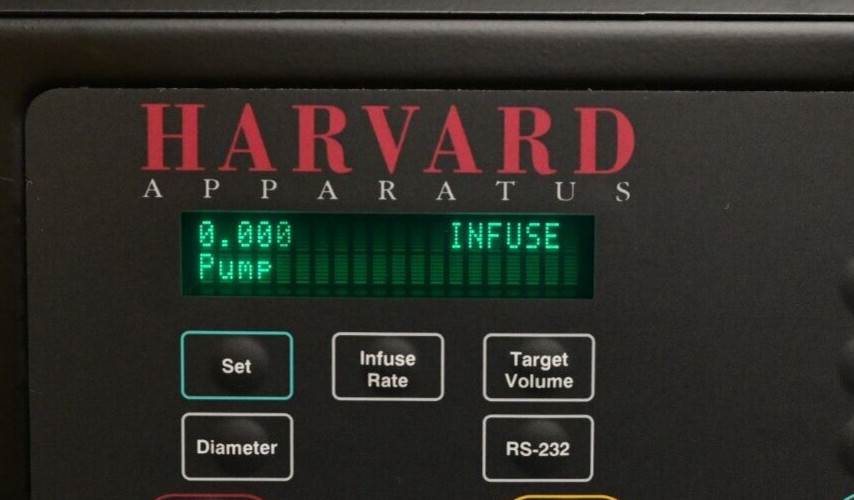 HARVARD
APPARATUS
0.000 INFUSE
Pump
Set
Infuse
Rate
Target
Volume
Diameter
RS-232